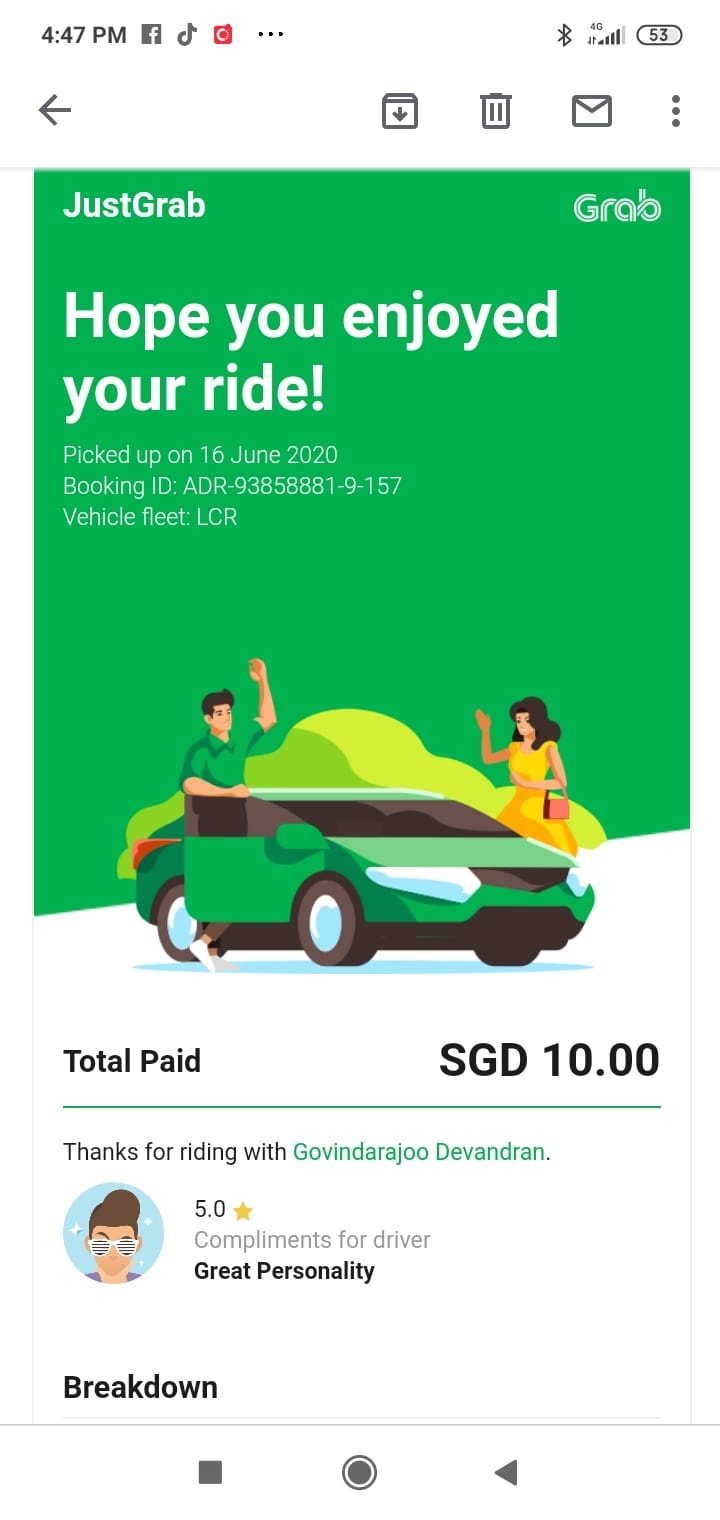 4:47 PM
4G
53
JustGrab
Grab
Hope you enjoyed
your ride!
Picked up on 16 June 2020
Booking ID: ADR-93858881-9-157
Vehicle fleet: LCR
Total Paid
SGD 10.00
Thanks for riding with Govindarajoo Devandran.
5.0
Compliments for driver
Great Personality
Breakdown